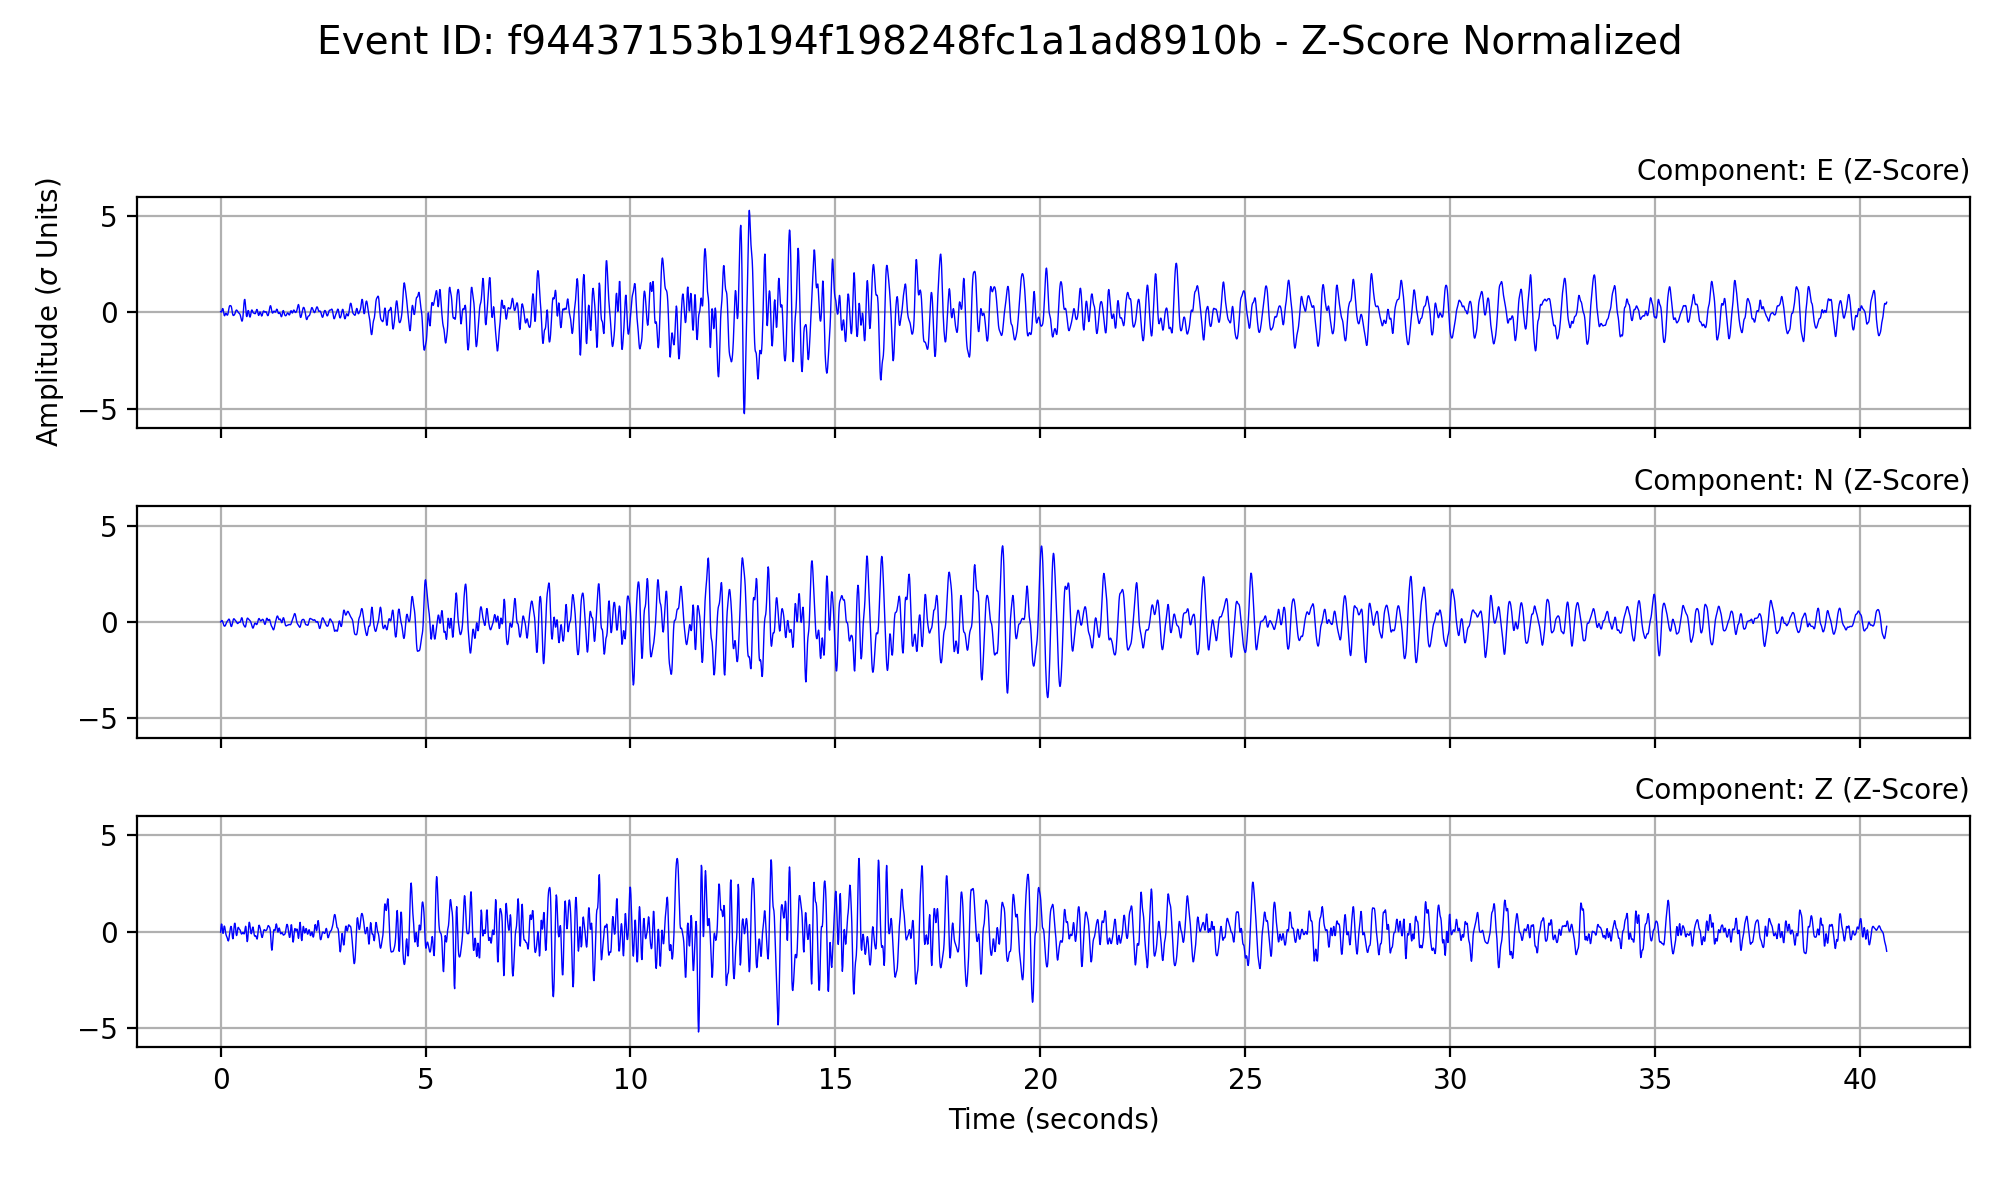 Event ID: f94437153b194f198248fc1a1ad8910b - Z-Score Normalized
Component: E (Z-Score)
Amplitude (σ Units)
5
0
−5
Component: N (Z-Score)
5
0
−5
Component: Z (Z-Score)
5
0
−5
0 5 10 15 20 25 30 35 40
Time (seconds)